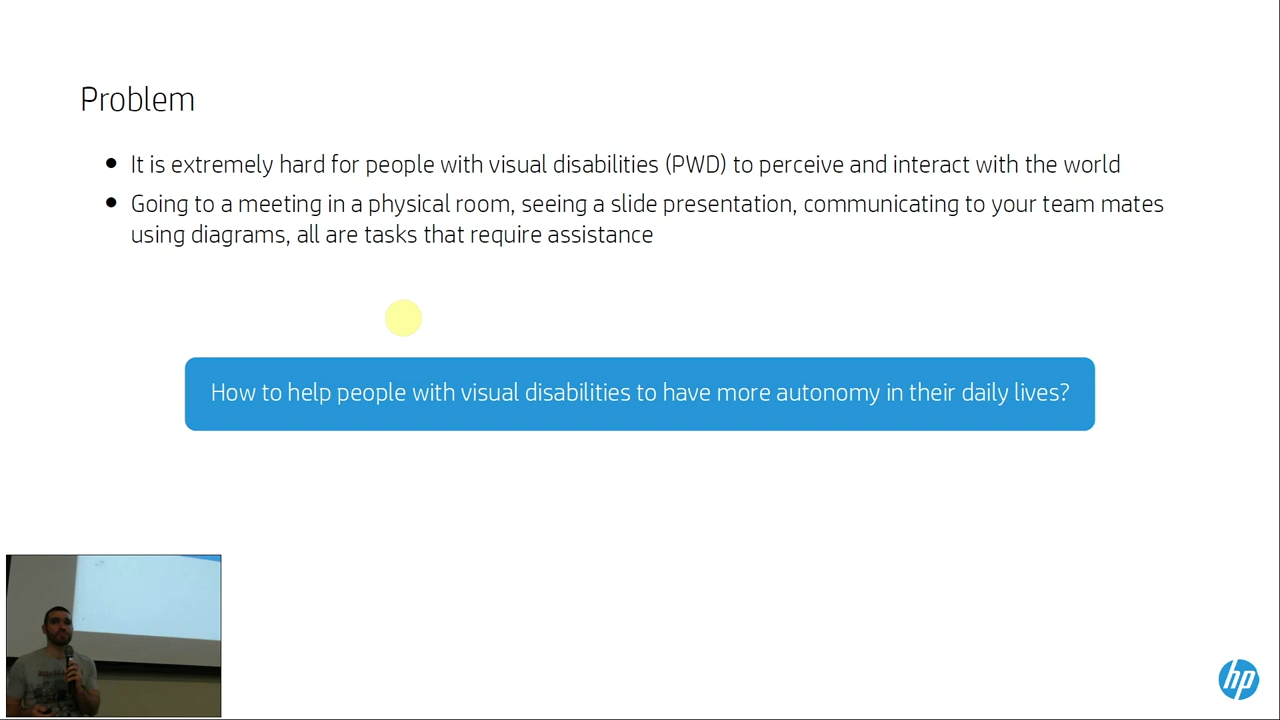 Problem
It is extremely hard for people with visual disabilities (PWD) to perceive and interact with the world
Going to a meeting in a physical room, seeing a slide presentation, communicating to your team mates
using diagrams, all are tasks that require assistance
How to help people with visual disabilities to have more autonomy in their daily lives?
hp